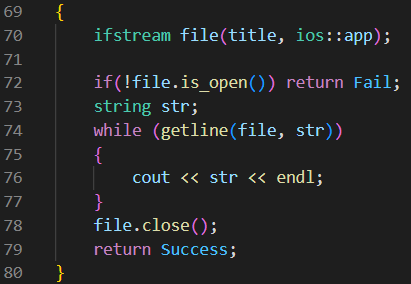 69 {
70 ifstream file(title, ios::app);
71
72 if(!file.is_open()) return Fail;
73 string str;
74 while (getline(file, str))
75 {
76 cout << str << endl;
77 }
78 file.close();
79 return Success;
80 }